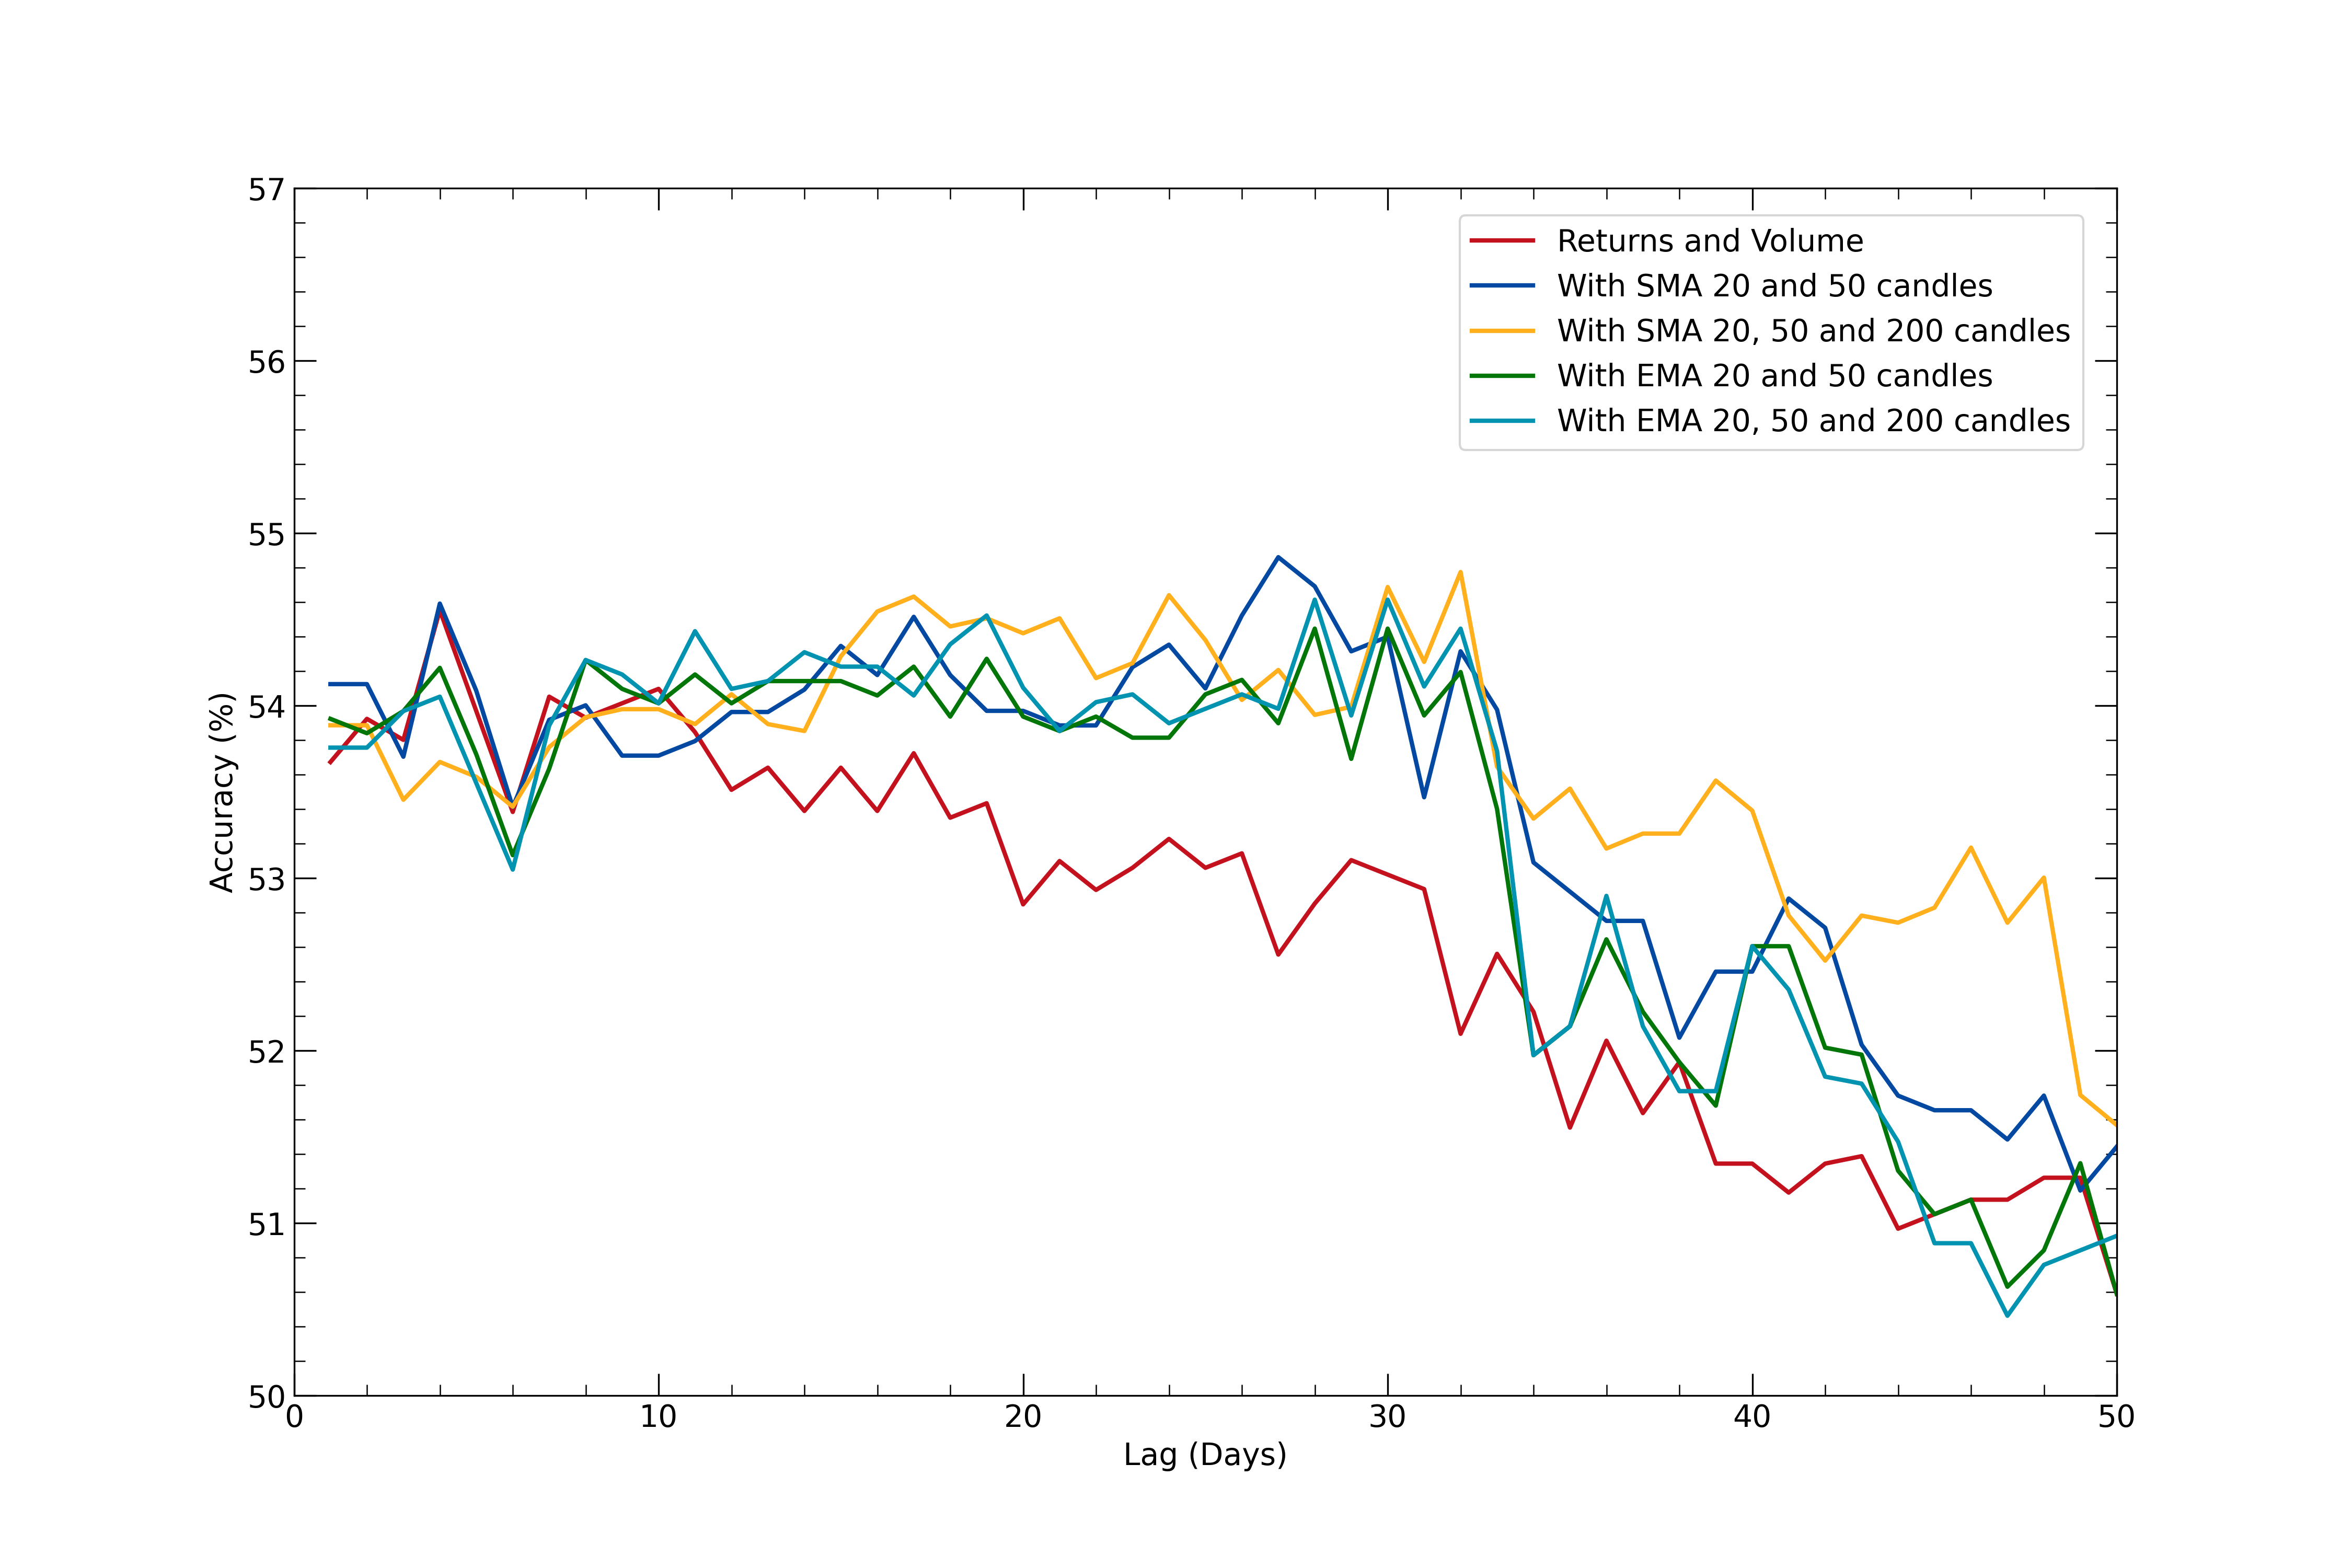 57
56
55
54
53
52
51
50
Accuracy (%)
0 10 20 30 40 50
Lag (Days)
Returns and Volume
With SMA 20 and 50 candles
With SMA 20, 50 and 200 candles
With EMA 20 and 50 candles
With EMA 20, 50 and 200 candles